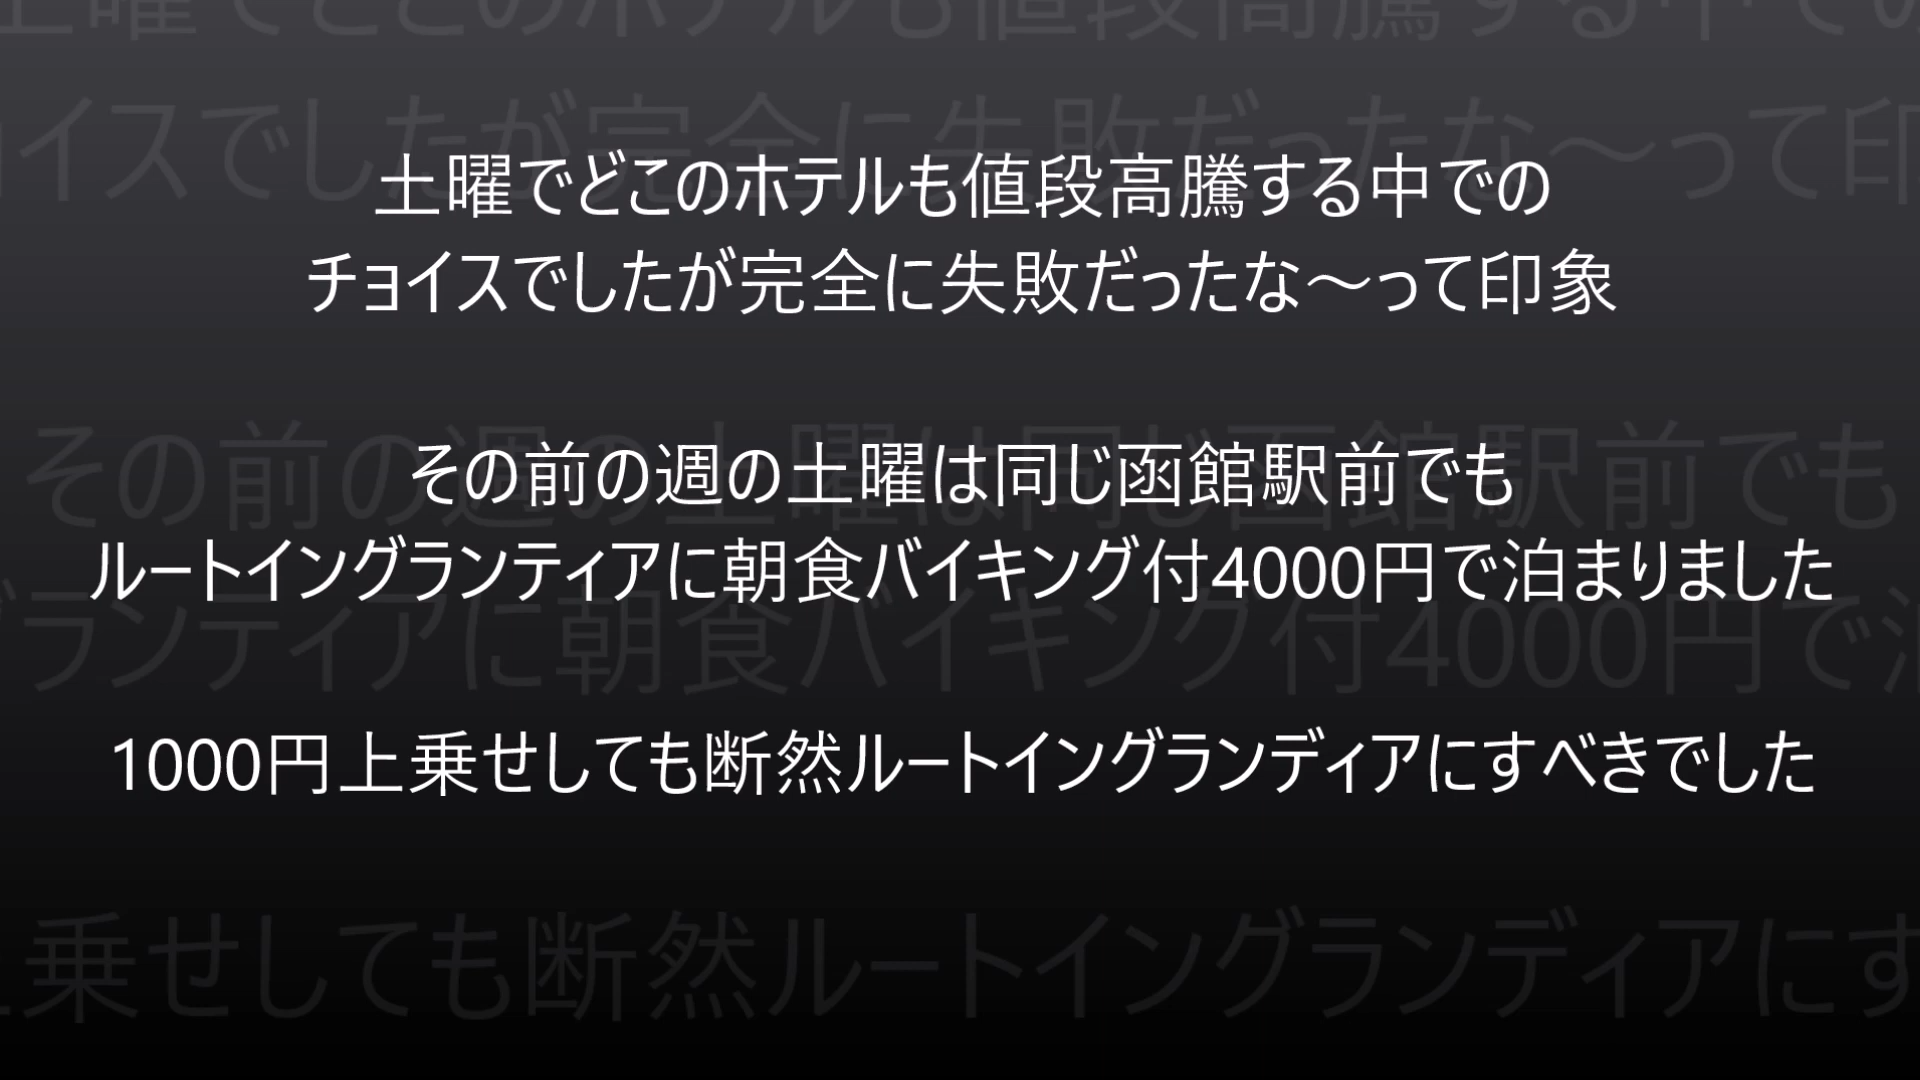 土曜でどこのホテルも値段高騰する中での
チョイスでしたが完全に失敗だったな～って印象
その前の週の土曜は同じ函館駅前でも
ルートイングランティアに朝食バイキング付4000円で泊まりました
1000円上乗せしても断然ルートイングランディアにすべきでした